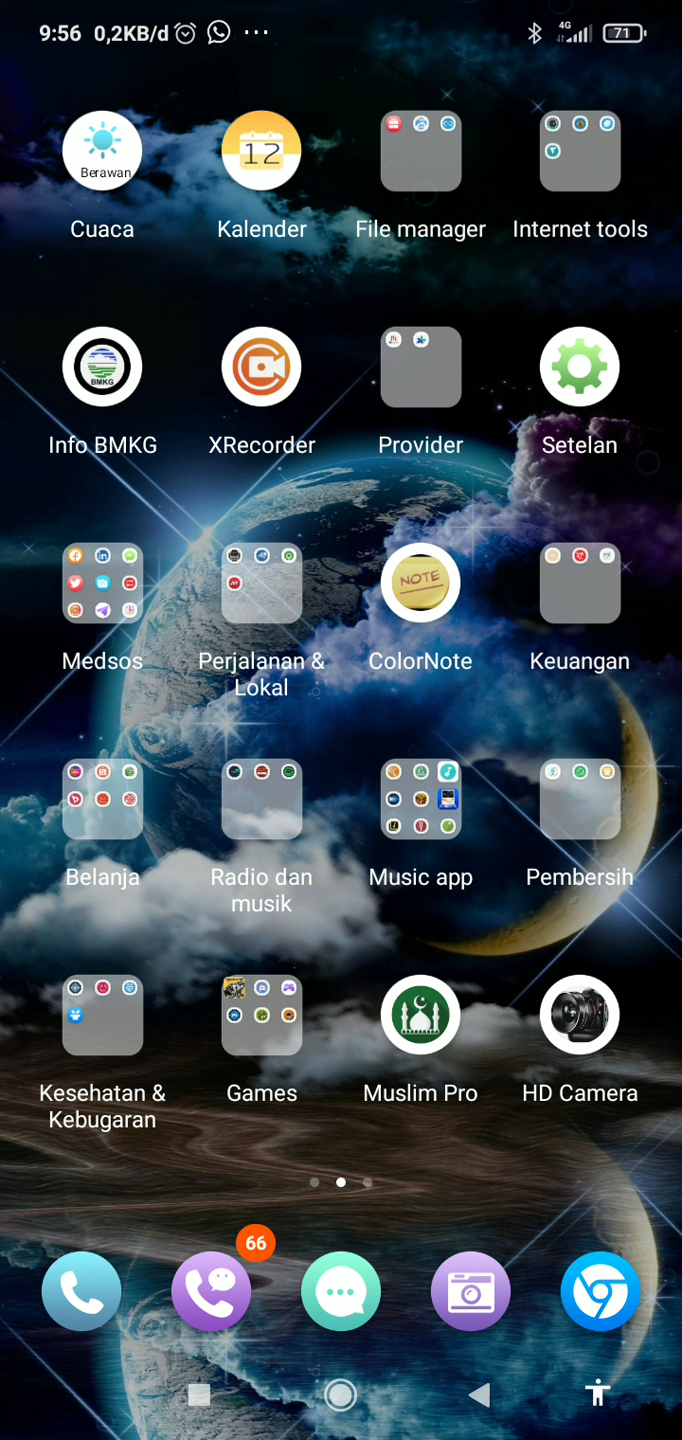 9:56 0,2KB/d ... 4G 71
Berawan
12
Cuaca Kalender File manager Internet tools
BMKG
Info BMKG XRecorder Provider Setelan
NOTE
Medsos Perjalanan & Lokal ColorNote Keuangan
Belanja Radio dan musik Music app Pembersih
Kesehatan & Kebugaran Games Muslim Pro HD Camera
66